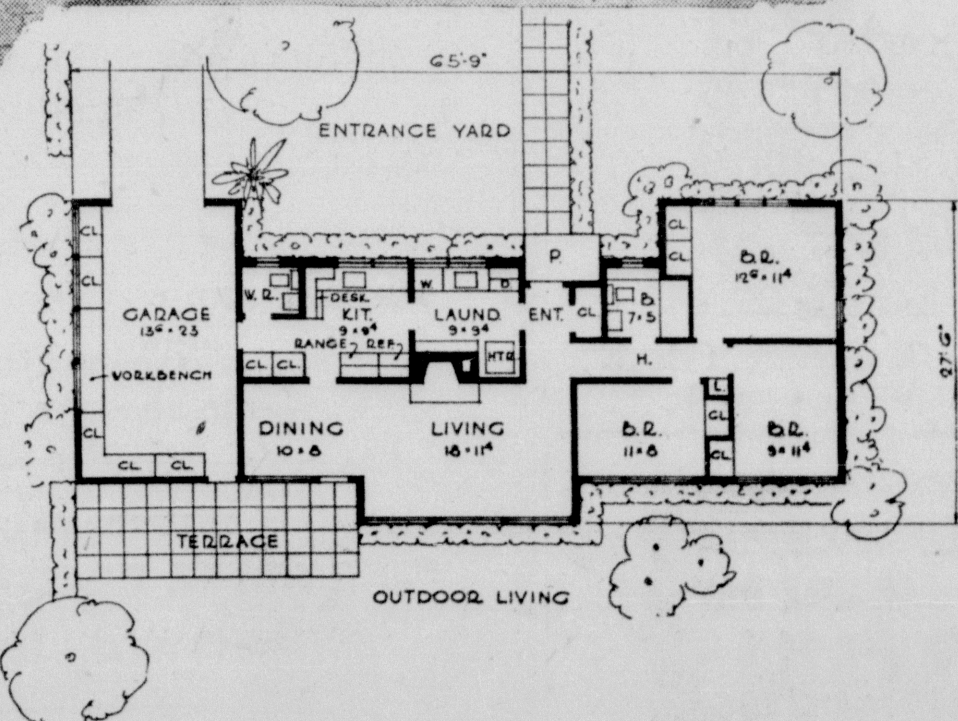 65'-9"
ENTRANCE YARD
CL
CL
P.
CL
CL
B.R.
12⁶ × 11⁴
W.R.
DESK
KIT.
9 × 9⁴
W.
D
LAUND.
9 × 9⁴
ENT.
CL
B.
7 × 5
GARAGE
13⁶ × 23
RANGE
REF.
HTR
H.
27'-6"
WORKBENCH
CL
CL.
L.
CL
DINING
10 × 8
LIVING
18 × 11⁴
B.R.
11 × 8
CL
B.R.
9 × 11⁴
CL
CL.
CL.
TERRACE
OUTDOOR LIVING